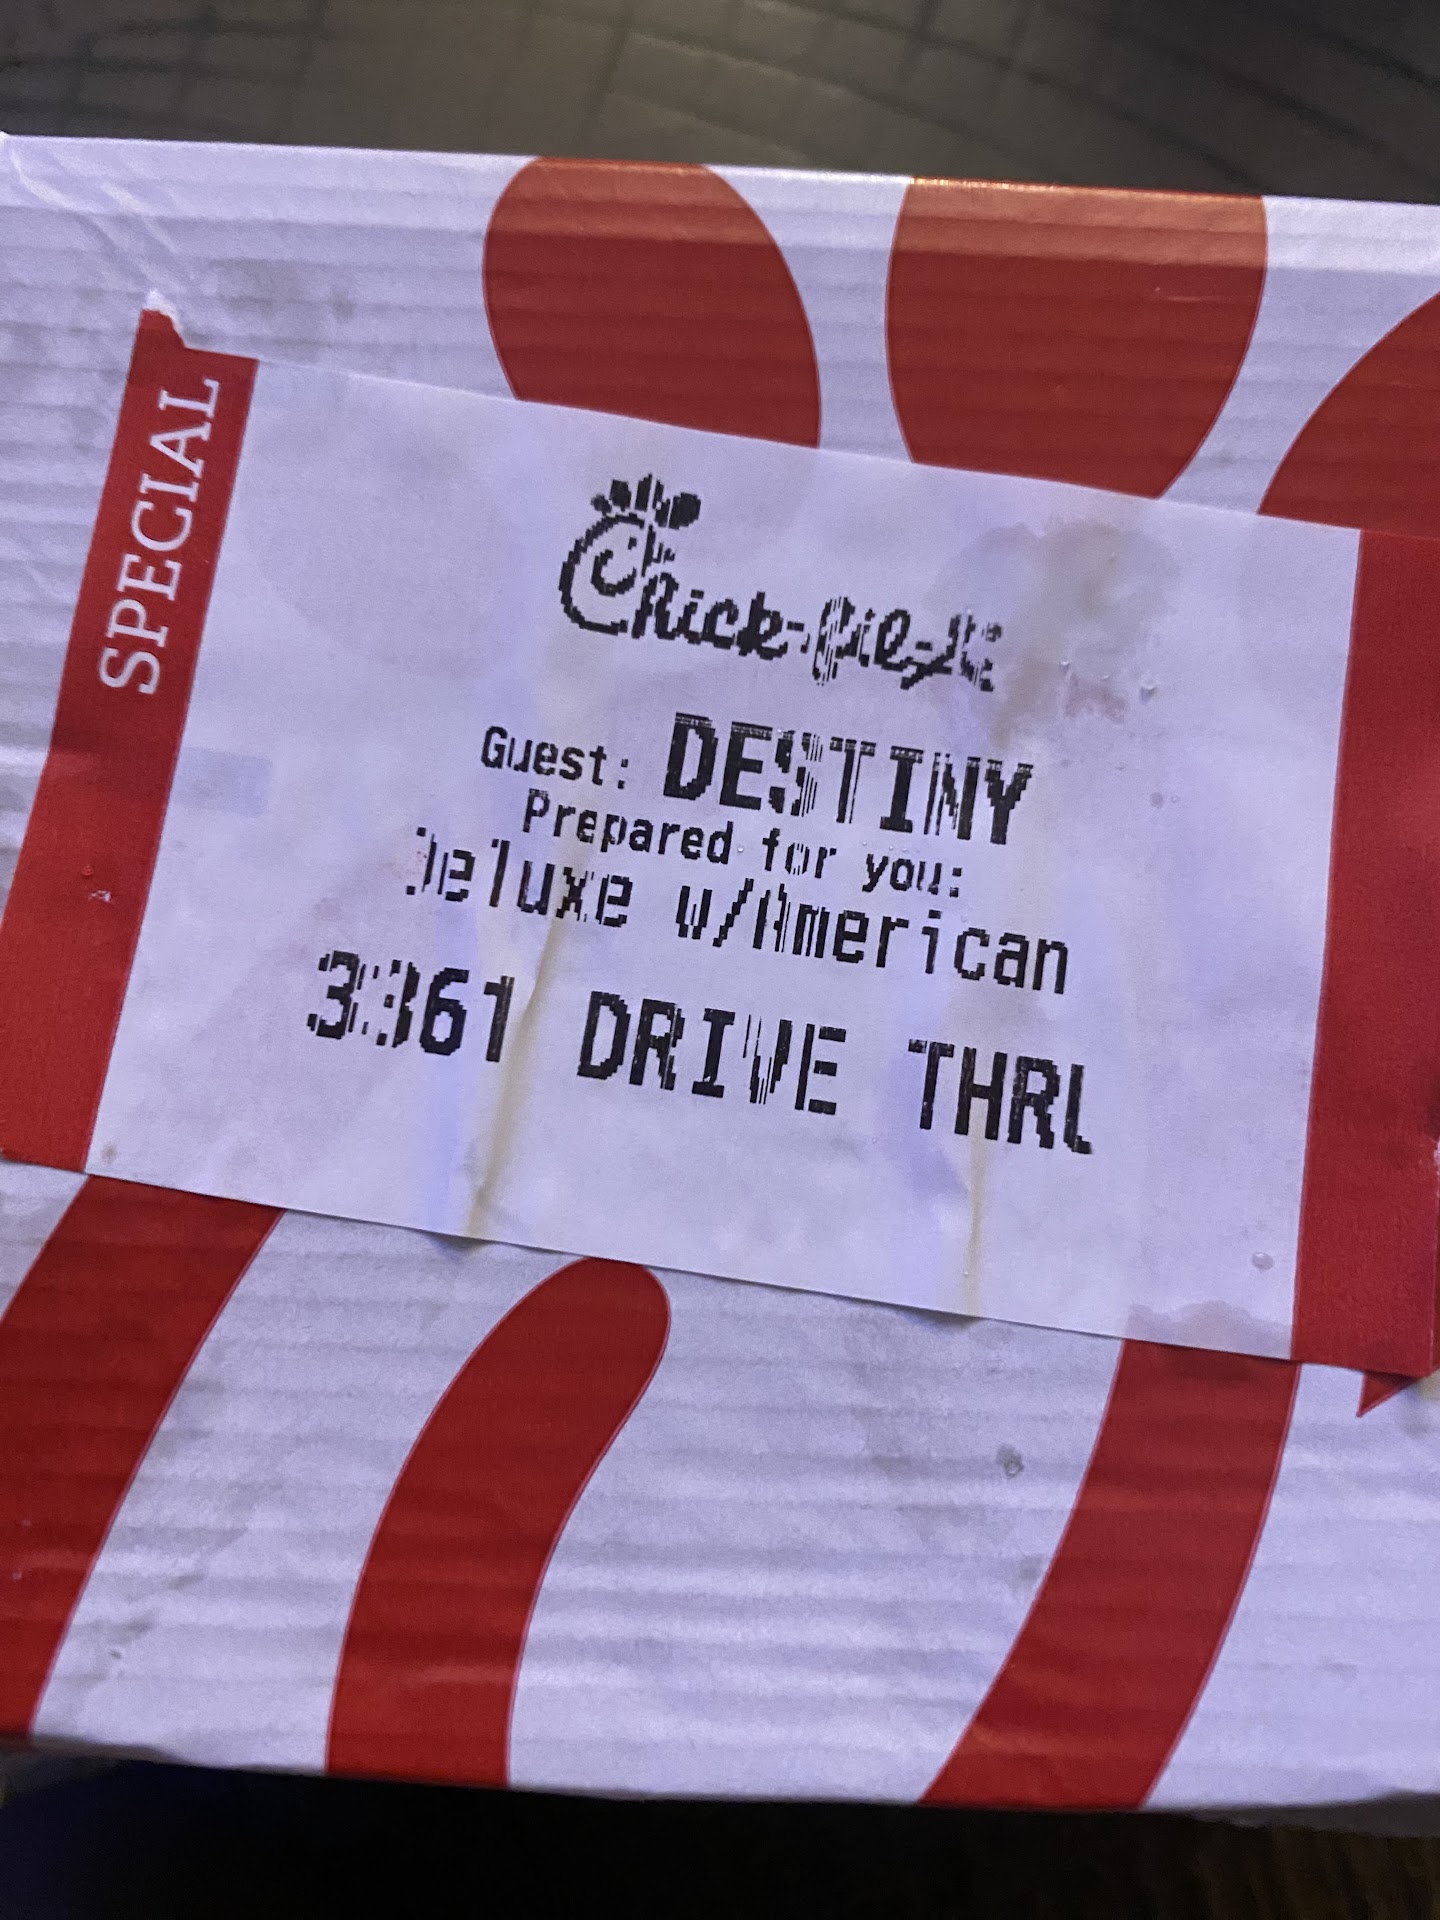 SPECIAL
Chick-fil-A
Guest: DESTINY
Prepared for you:
Deluxe w/American
3361 DRIVE THRU